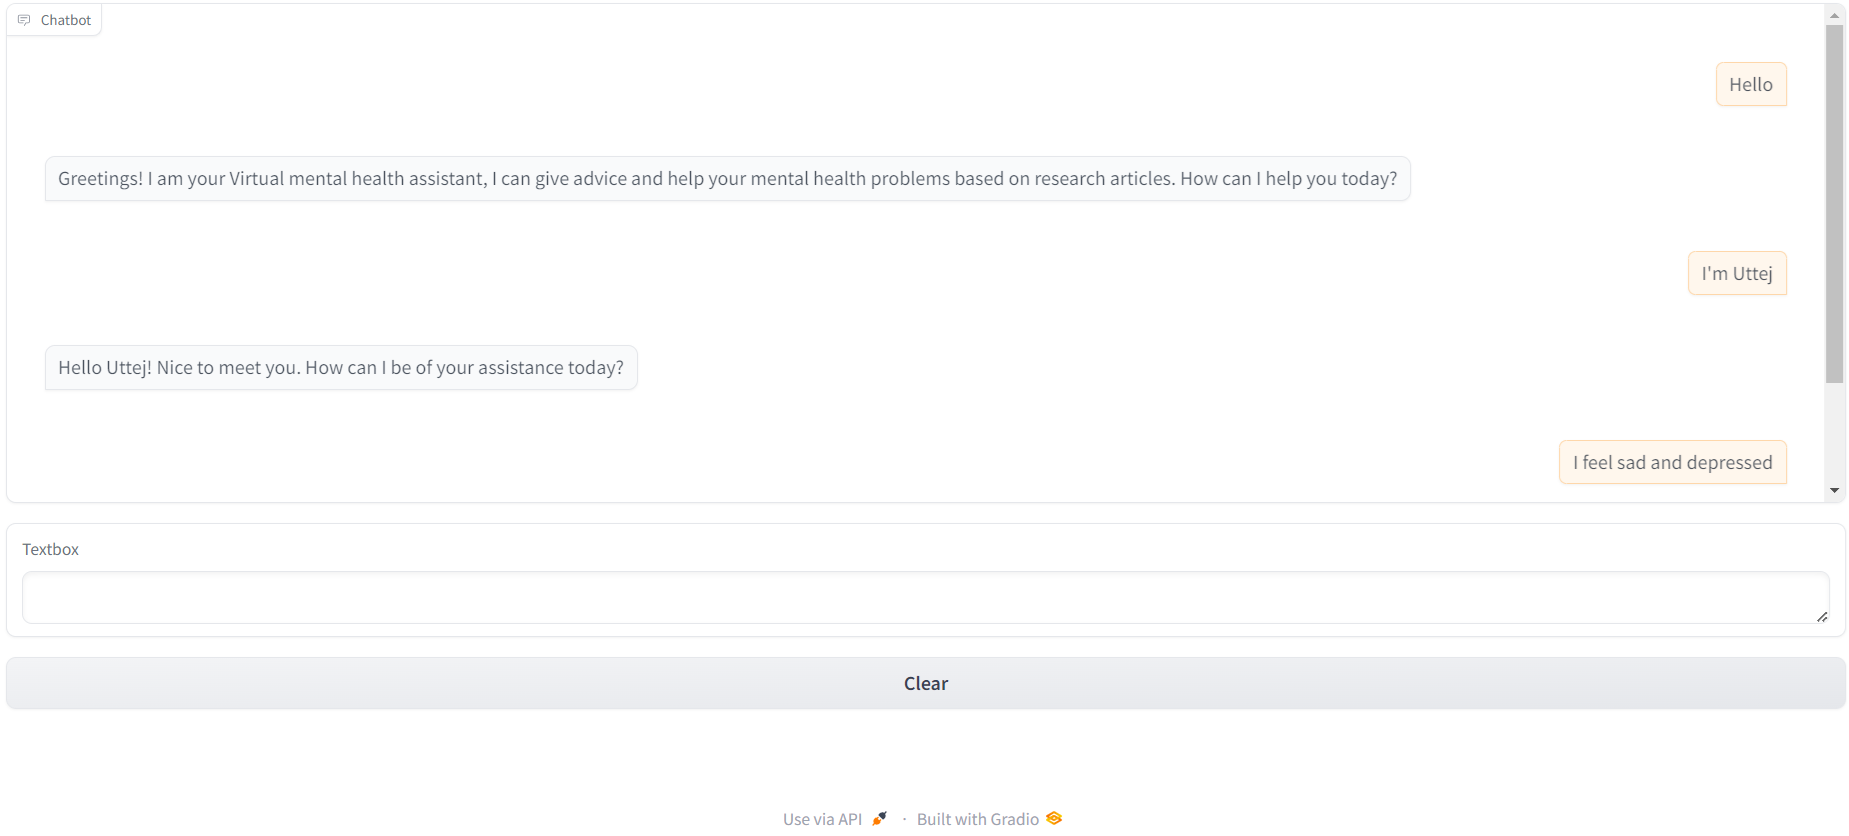 Chatbot
Hello
Greetings! I am your Virtual mental health assistant, I can give advice and help your mental health problems based on research articles. How can I help you today?
I'm Uttej
Hello Uttej! Nice to meet you. How can I be of your assistance today?
I feel sad and depressed
Textbox
Clear
Use via API · Built with Gradio